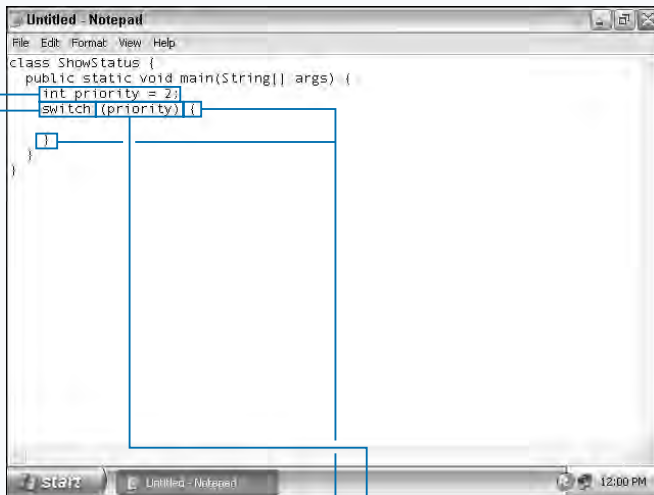 Untitled - Notepad
File Edit Format View Help
class ShowStatus {
public static void main(String[] args) {
int priority = 2;
switch (priority) {
}
}
}
start Untitled - Notepad 12:00 PM